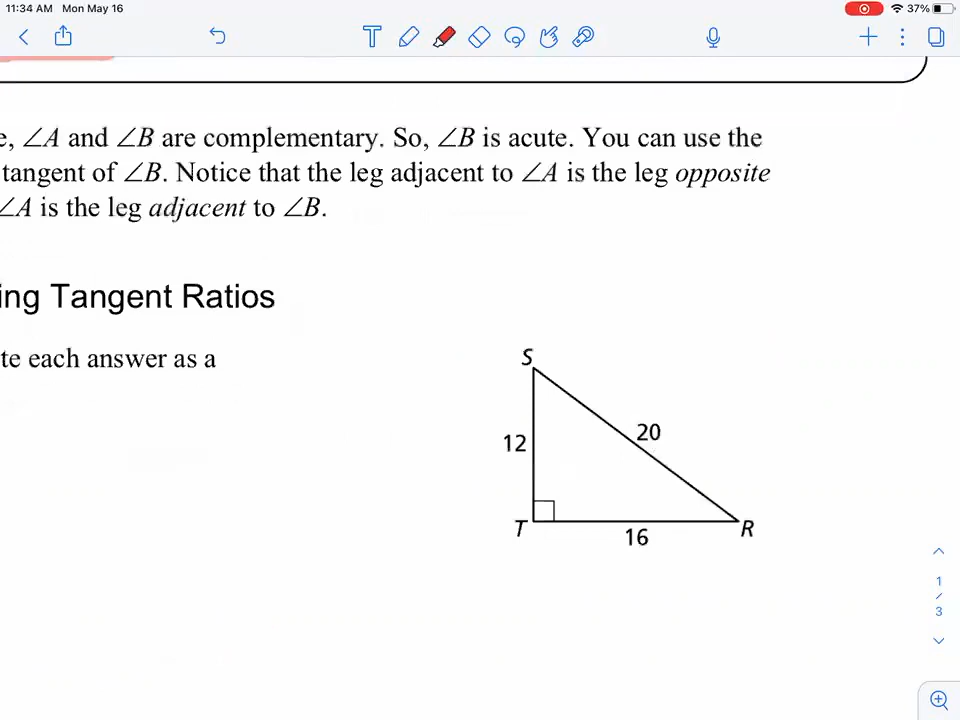 11:34 AM Mon May 16
37%
e, ∠A and ∠B are complementary. So, ∠B is acute. You can use the
tangent of ∠B. Notice that the leg adjacent to ∠A is the leg opposite
∠A is the leg adjacent to ∠B.
ing Tangent Ratios
te each answer as a
S
20
12
T
R
16
1
/
3